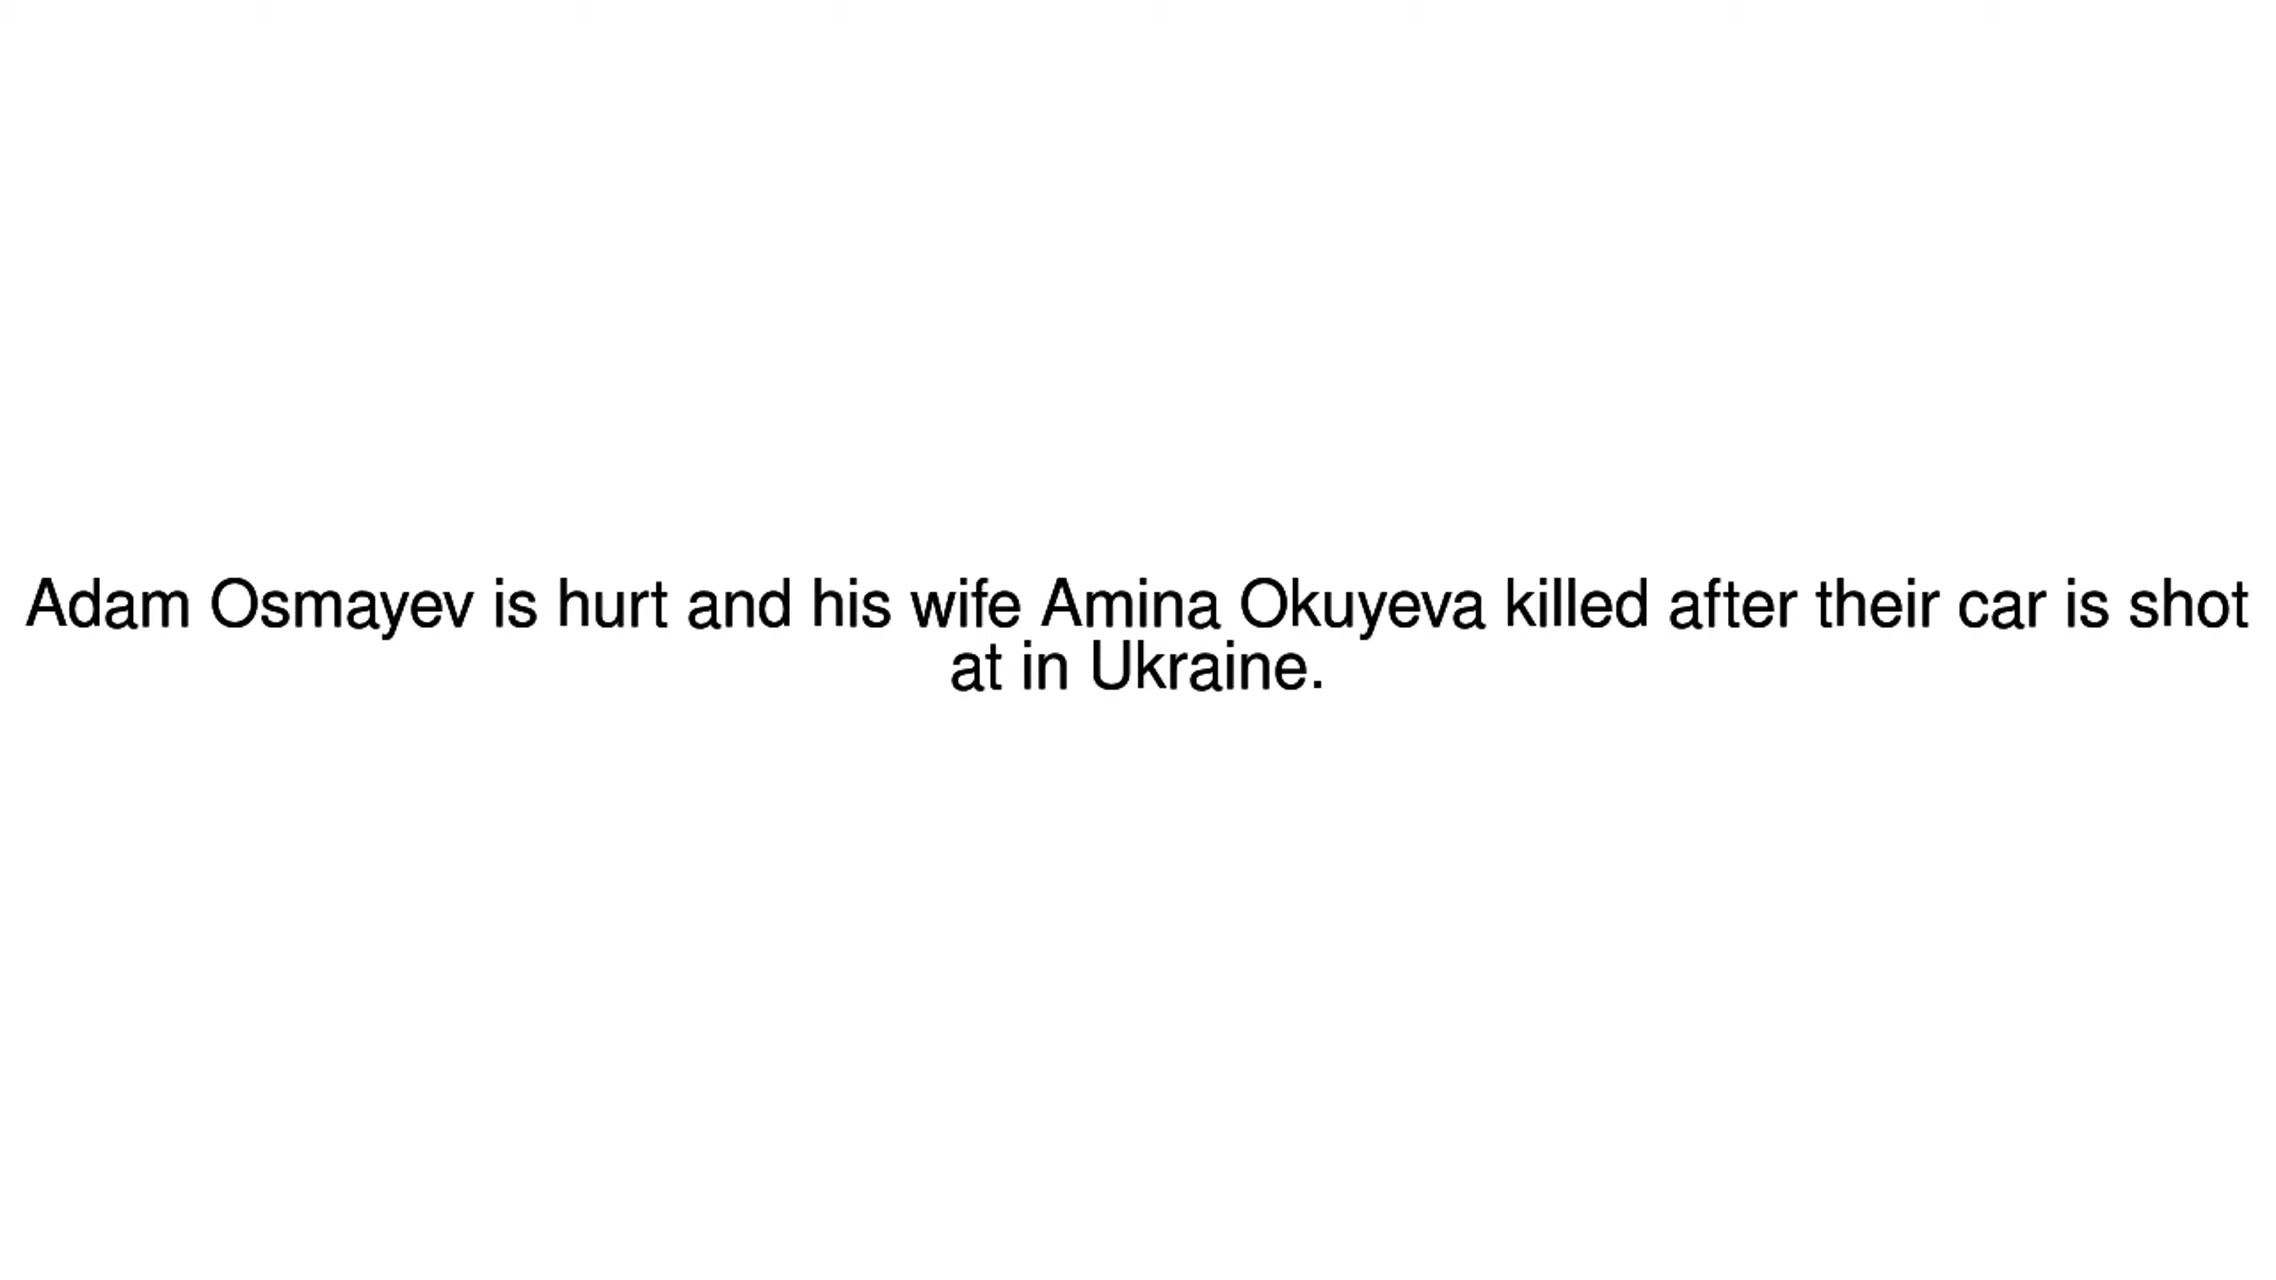 Adam Osmayev is hurt and his wife Amina Okuyeva killed after their car is shot
at in Ukraine.